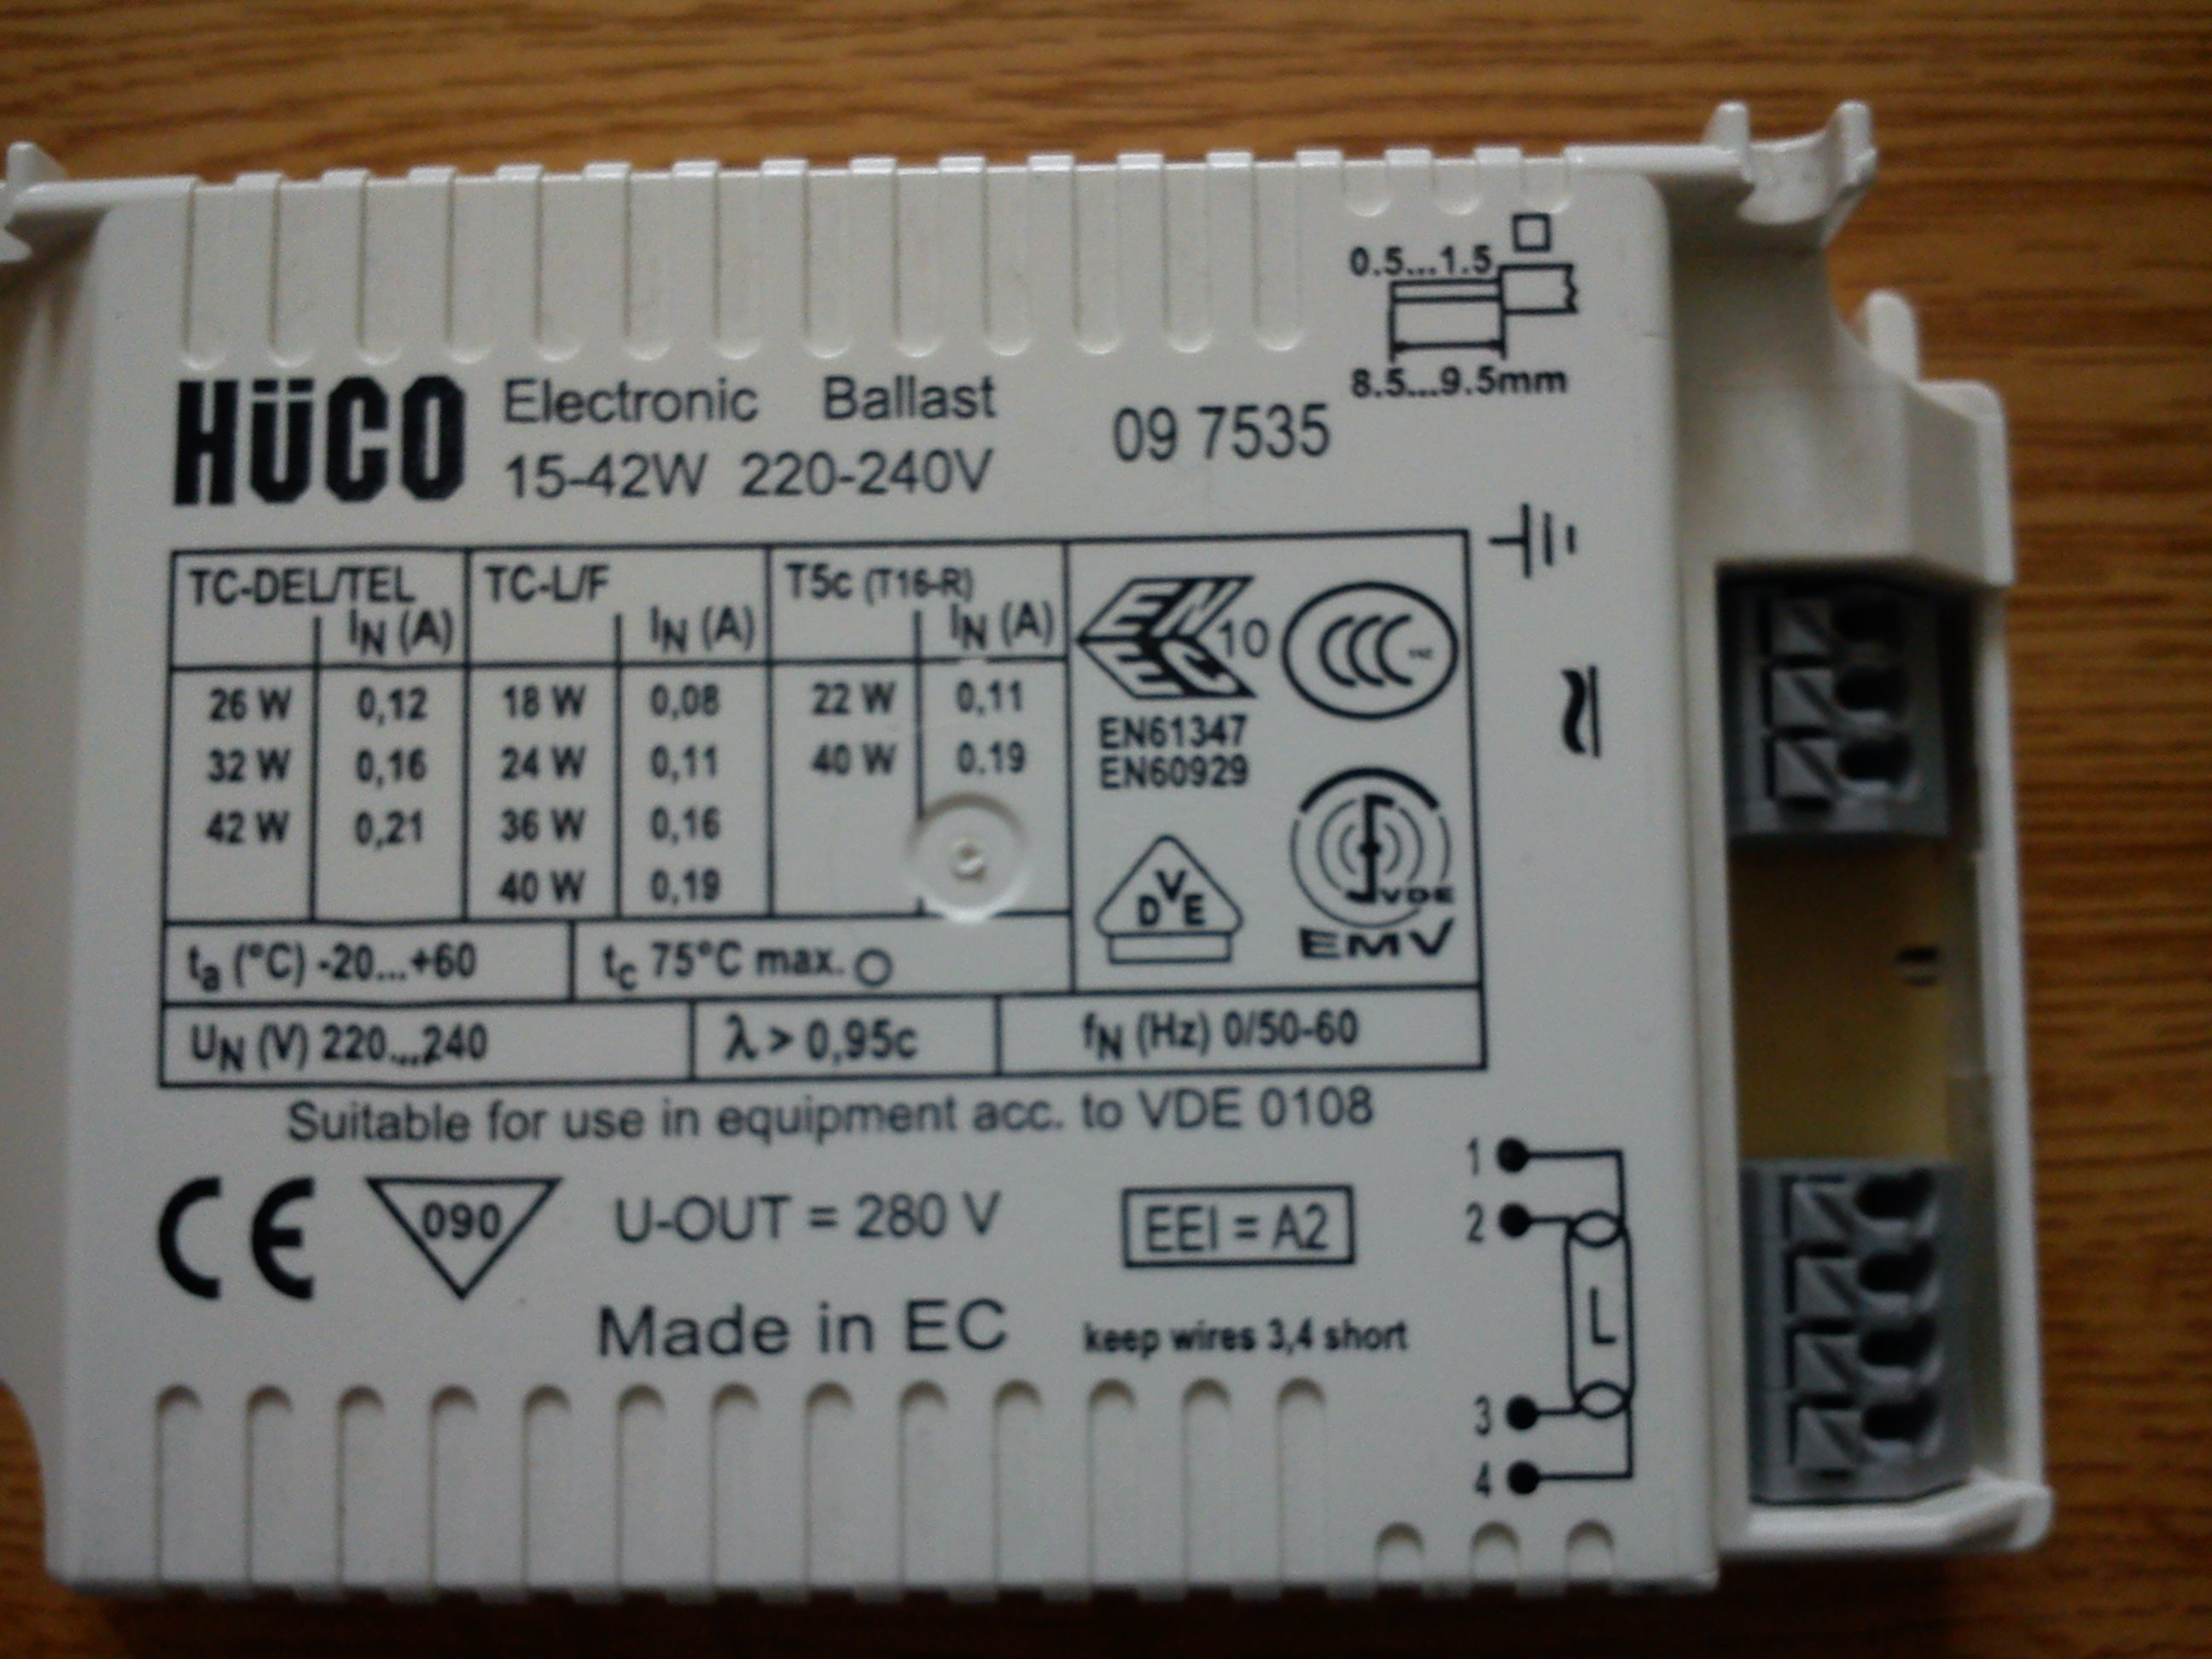 0.5...1.5
8.5...9.5mm
HÜCO Electronic Ballast
15-42W 220-240V
09 7535
TC-DEL/TEL TC-L/F T5c (T16-R)
IN (A) IN (A) IN (A)
26 W 0,12 18 W 0,08 22 W 0,11
32 W 0,16 24 W 0,11 40 W 0.19
42 W 0,21 36 W 0,16
40 W 0,19
EN
EC 10 CCC
EN61347
EN60929
DVE VDE
EMV
ta (°C) -20...+60 tc 75°C max.
UN (V) 220...240 λ > 0,95c fN (Hz) 0/50-60
Suitable for use in equipment acc. to VDE 0108
CE 090 U-OUT = 280 V EEI = A2
Made in EC keep wires 3,4 short
1
2
L
3
4